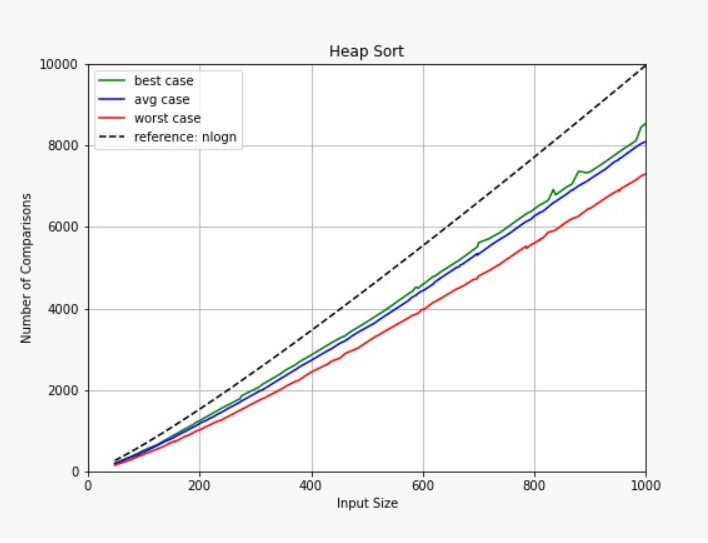 Heap Sort
10000
8000
6000
4000
2000
0
best case
avg case
worst case
reference: nlogn
Number of Comparisons
0 200 400 600 800 1000
Input Size